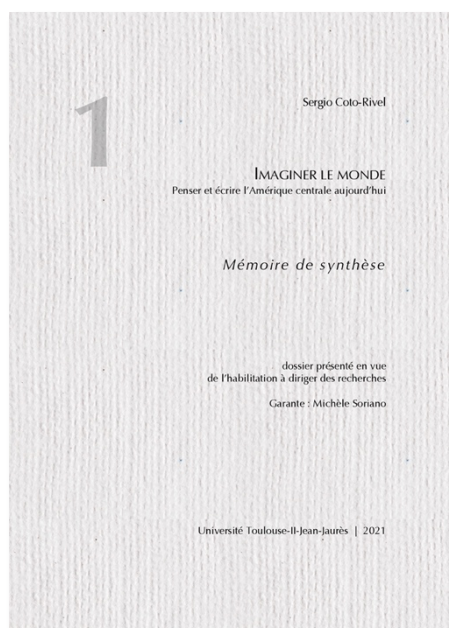 1
Sergio Coto-Rivel
IMAGINER LE MONDE
Penser et écrire l'Amérique centrale aujourd'hui
Mémoire de synthèse
dossier présenté en vue
de l'habilitation à diriger des recherches
Garante : Michèle Soriano
Université Toulouse-II-Jean-Jaurès | 2021